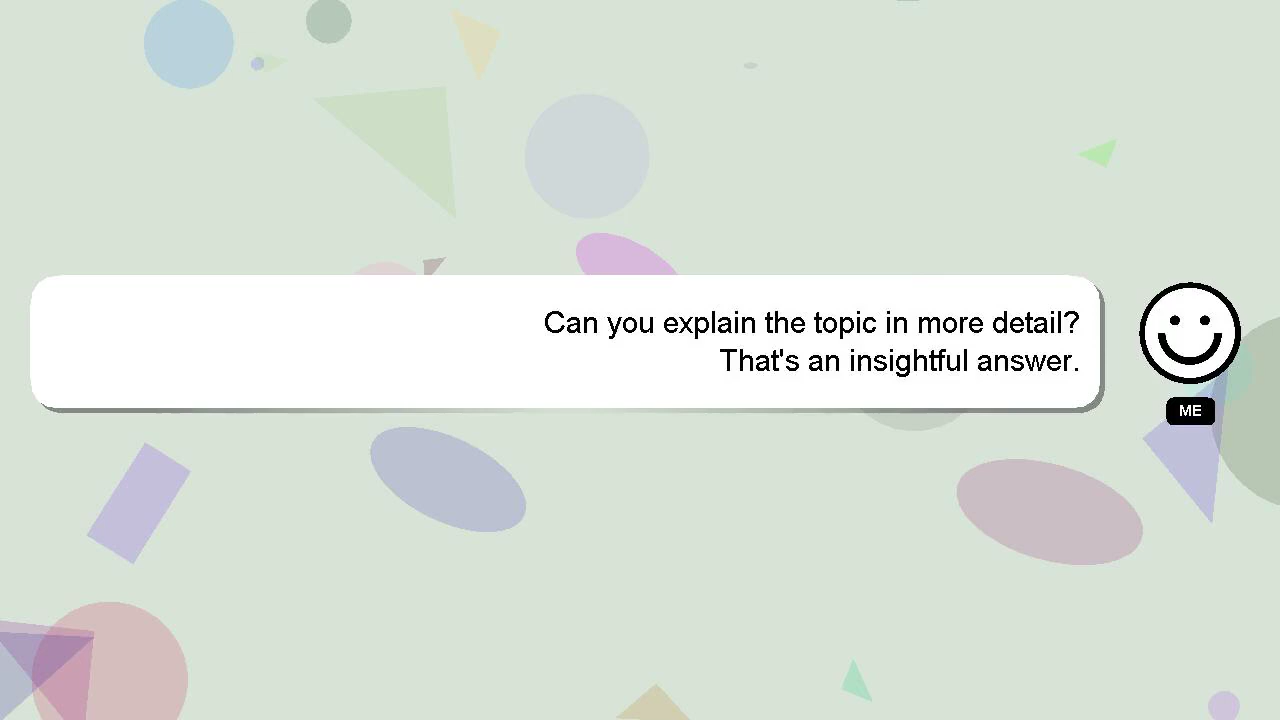 Can you explain the topic in more detail?
That's an insightful answer.
ME